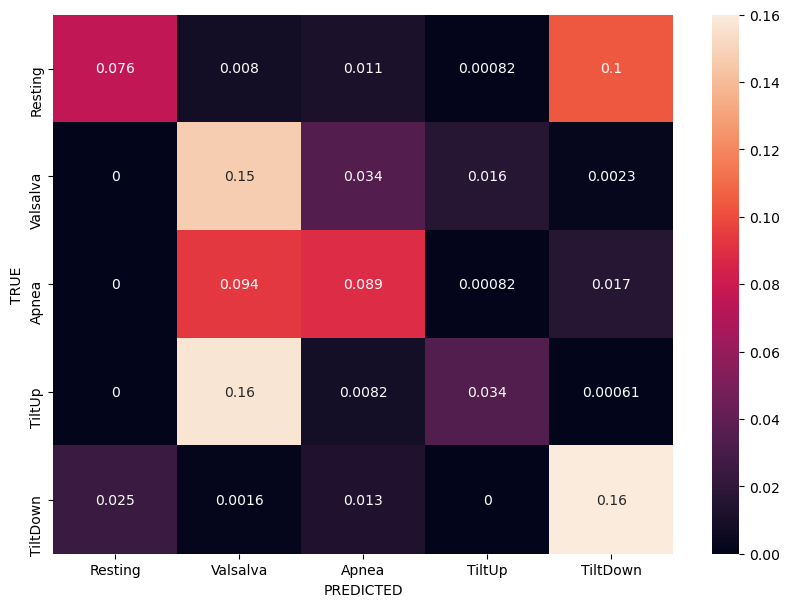 Resting 0.076 0.008 0.011 0.00082 0.1
Valsalva 0 0.15 0.034 0.016 0.0023
Apnea 0 0.094 0.089 0.00082 0.017
TiltUp 0 0.16 0.0082 0.034 0.00061
TiltDown 0.025 0.0016 0.013 0 0.16
TRUE
Resting Valsalva Apnea TiltUp TiltDown
PREDICTED
0.16
0.14
0.12
0.10
0.08
0.06
0.04
0.02
0.00